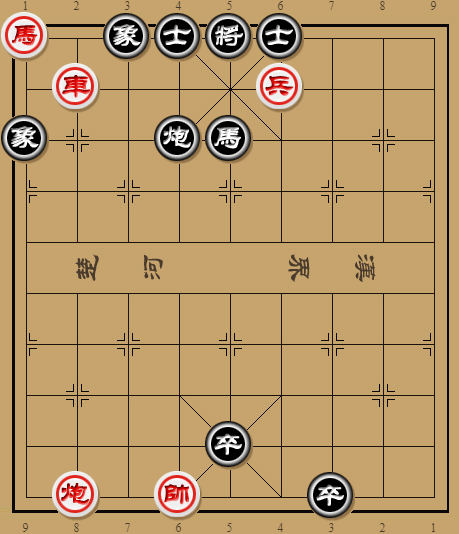 1 2 3 4 5 6 7 8 9
馬 象 士 將 士
車 兵
象 炮 馬
楚 河 界 漢
卒
炮 帥 卒
9 8 7 6 5 4 3 2 1